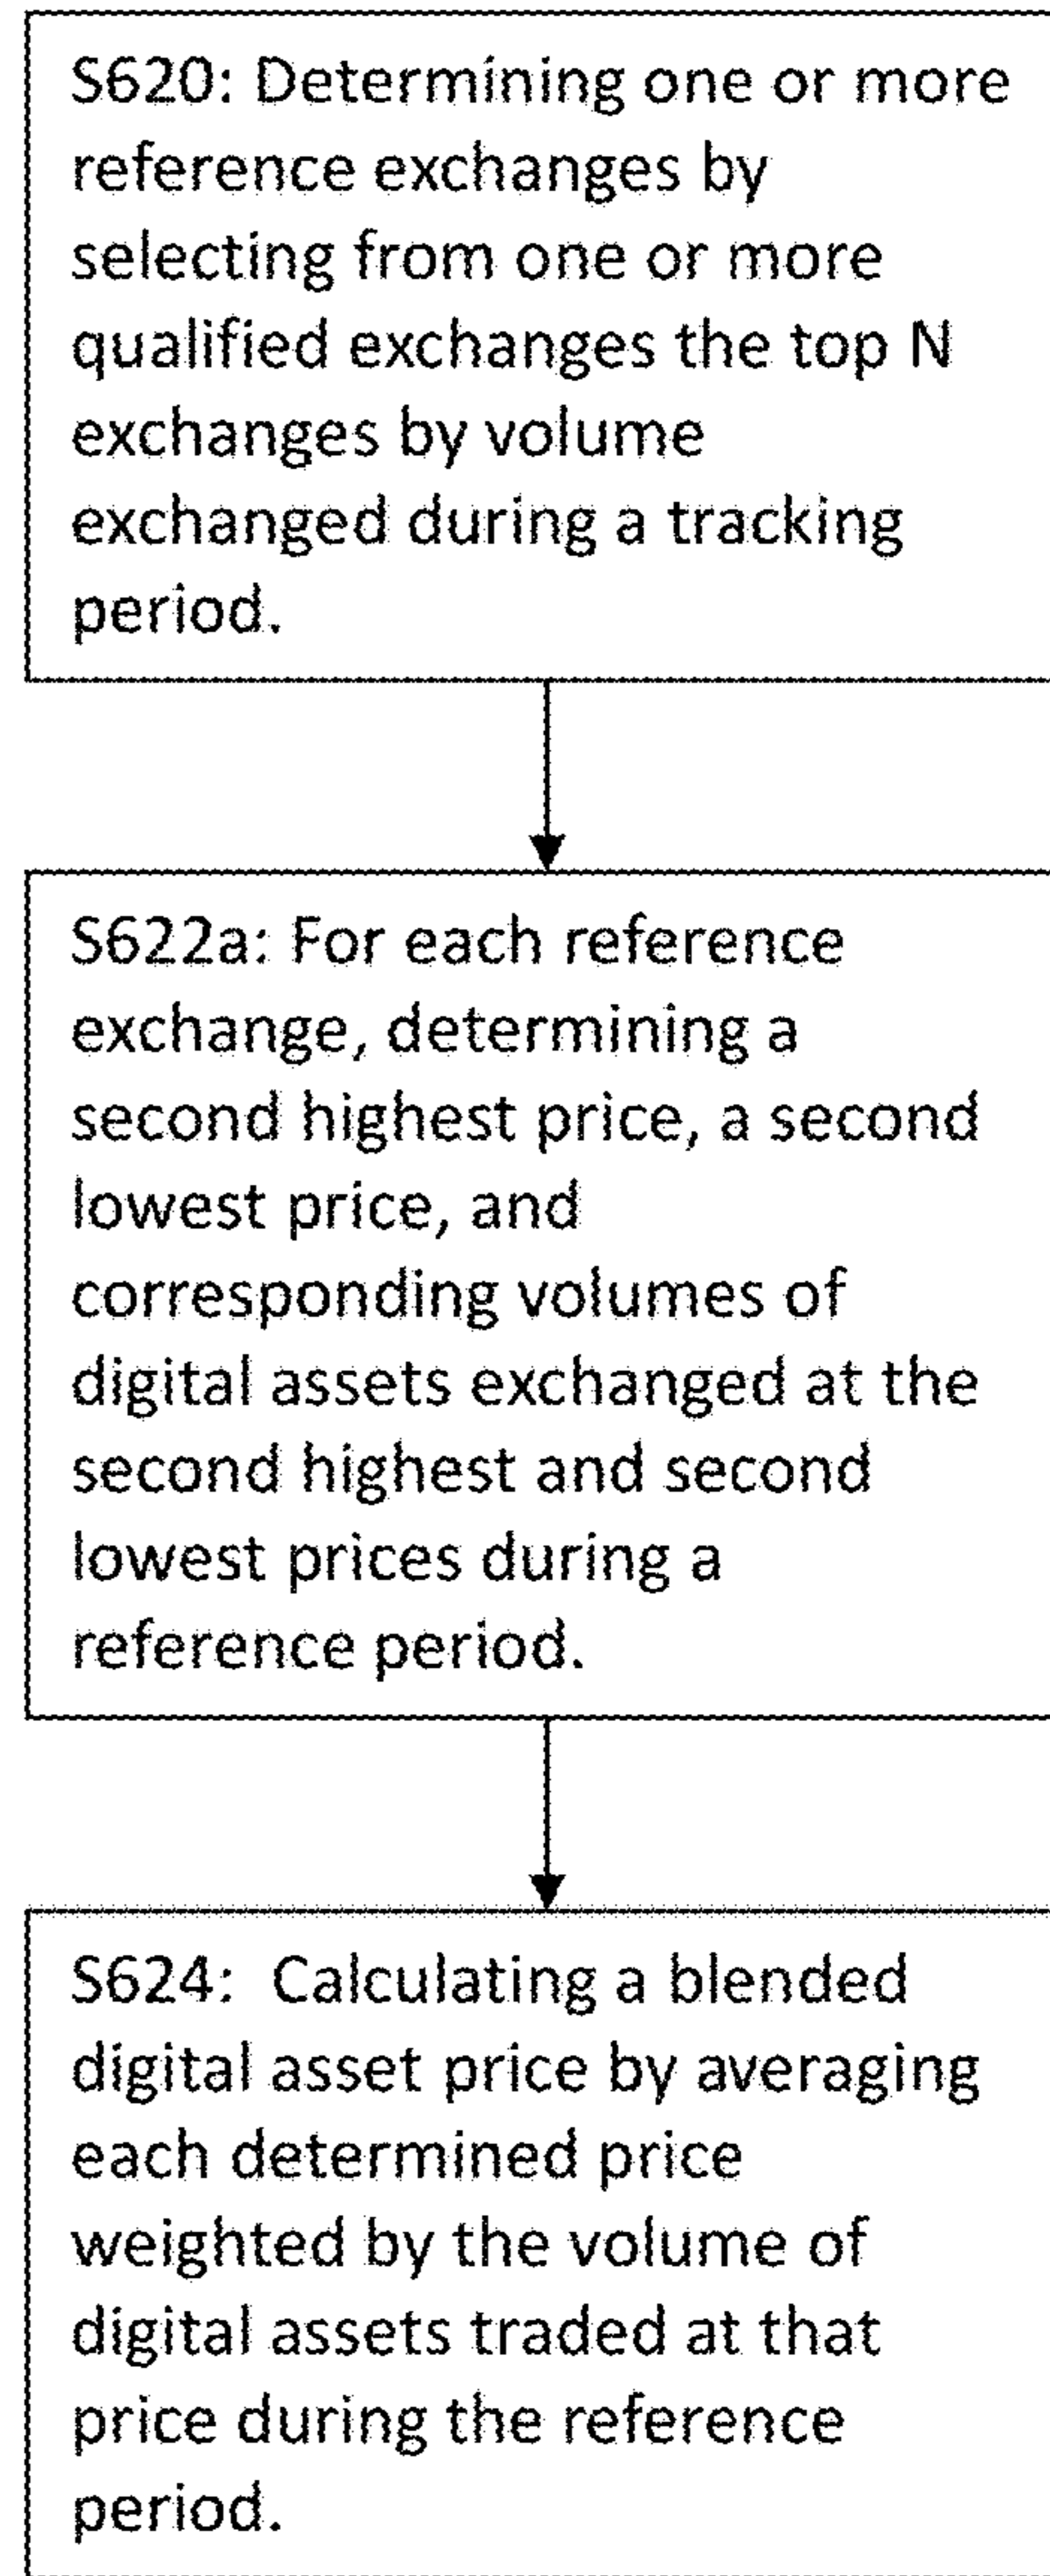 S620: Determining one or more
reference exchanges by
selecting from one or more
qualified exchanges the top N
exchanges by volume
exchanged during a tracking
period.
S622a: For each reference
exchange, determining a
second highest price, a second
lowest price, and
corresponding volumes of
digital assets exchanged at the
second highest and second
lowest prices during a
reference period.
S624:  Calculating a blended
digital asset price by averaging
each determined price
weighted by the volume of
digital assets traded at that
price during the reference
period.